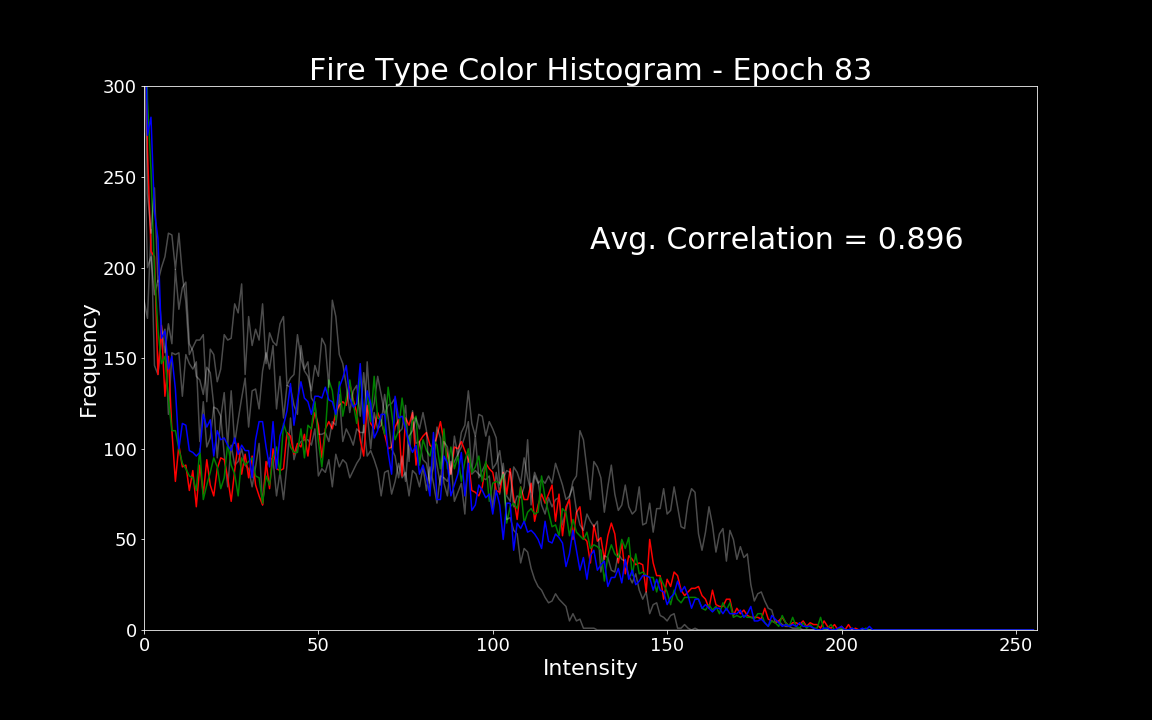 Fire Type Color Histogram - Epoch 83
300
250
200
150
100
50
0
Frequency
Avg. Correlation = 0.896
0 50 100 150 200 250
Intensity